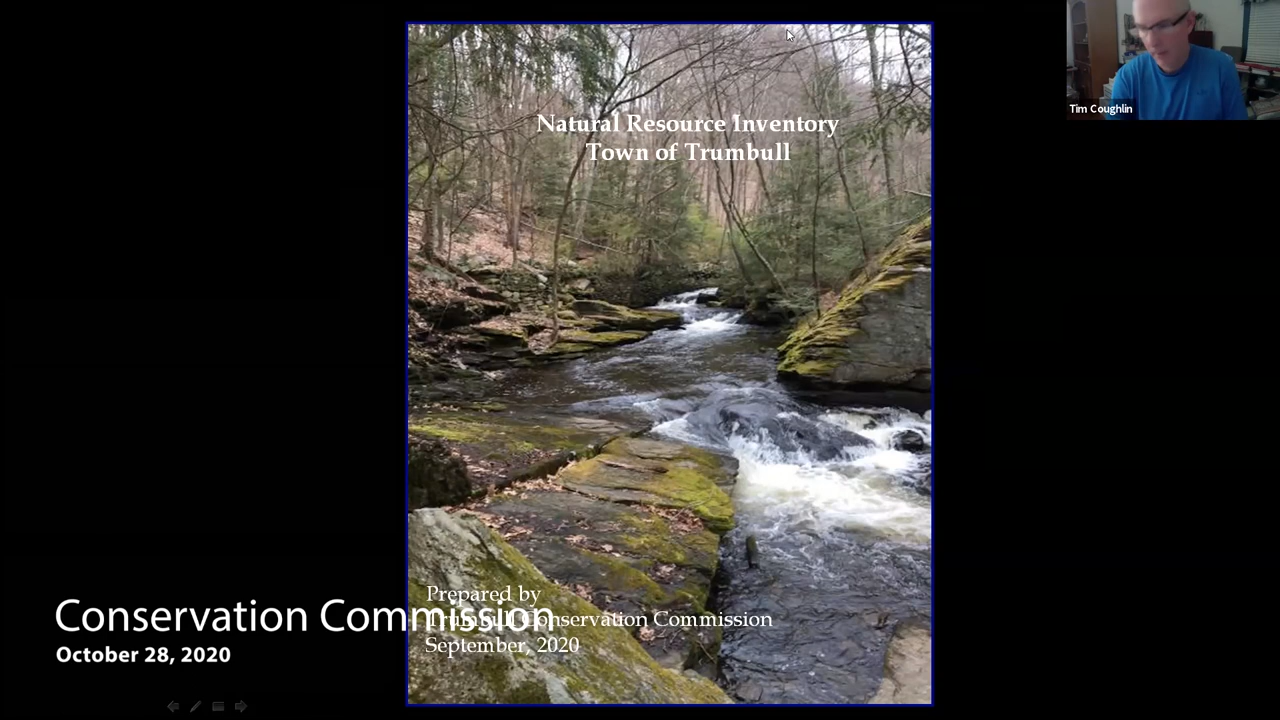 Tim Coughlin
Natural Resource Inventory
Town of Trumbull
Prepared by
Trumbull Conservation Commission
September, 2020
Conservation Commission
October 28, 2020